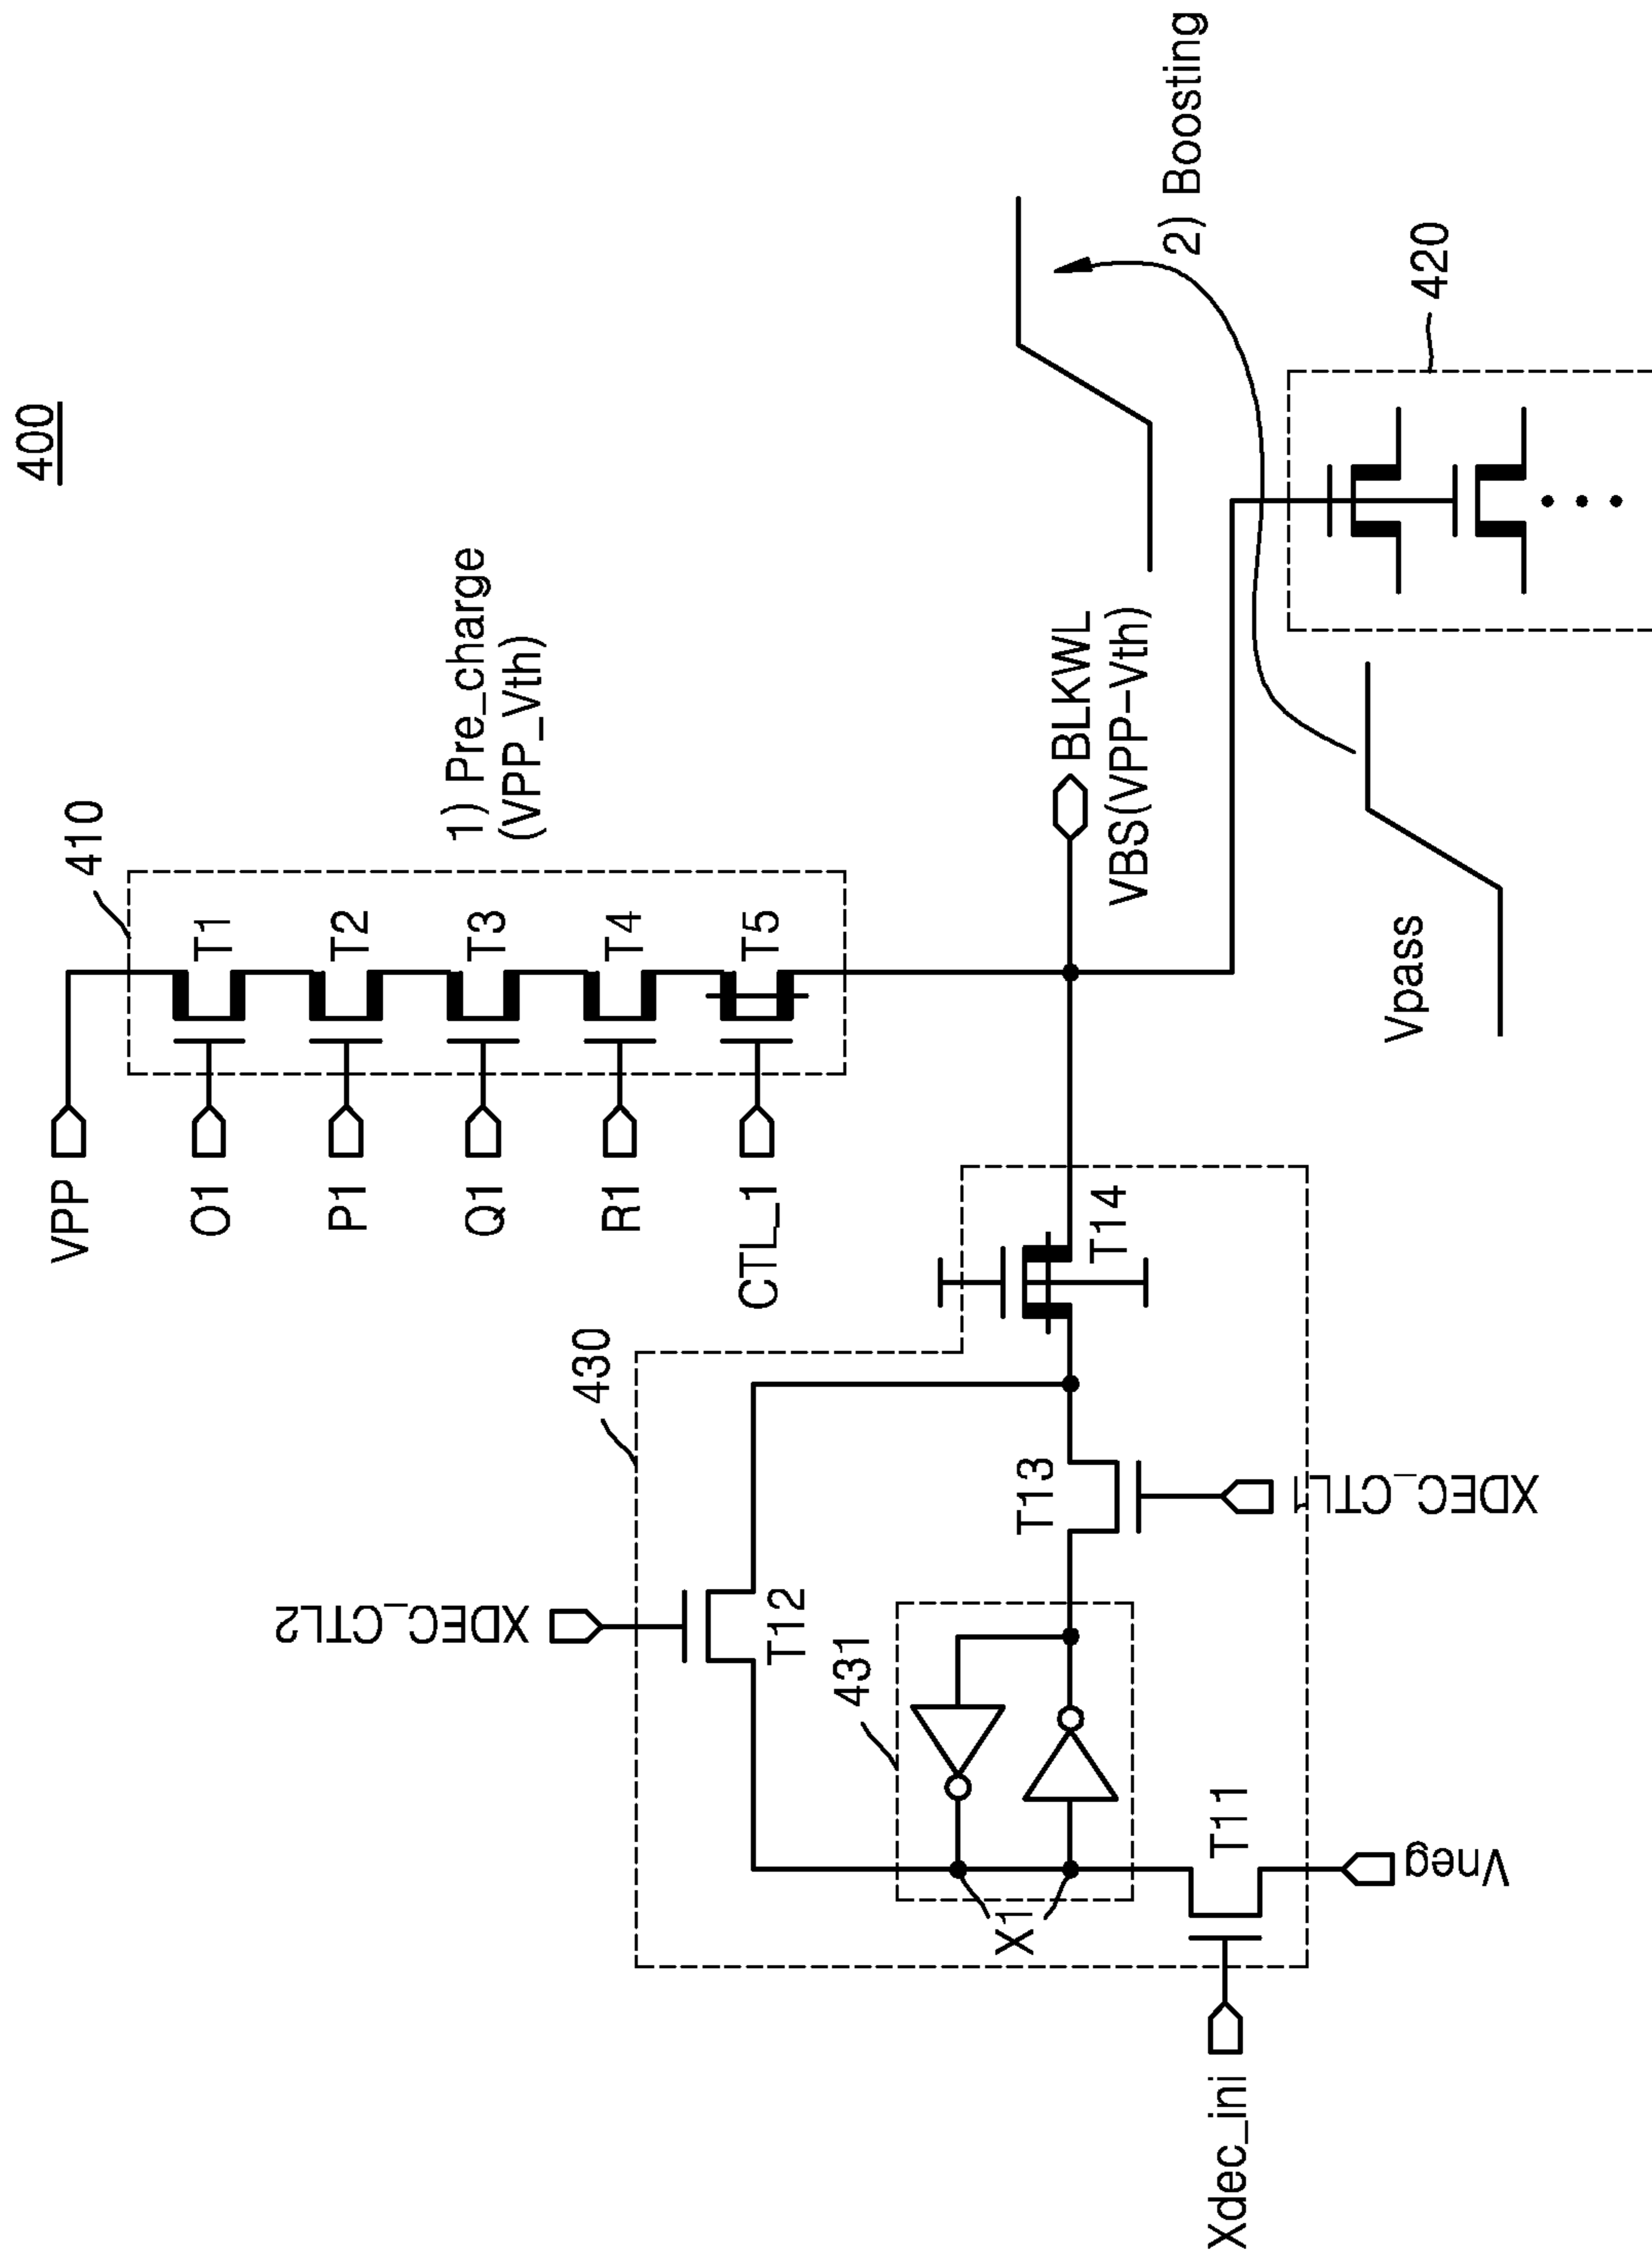 400
VPP
O1
P1
Q1
R1
CTL_1
410
T1
T2
T3
T4
T5
1) Pre_charge
(VPP_Vth)
BLKWL
VBS(VPP-Vth)
2) Boosting
Vpass
420
430
T14
XDEC_CTL2
T12
T13
XDEC_CTL1
431
X1
T11
Xdec_ini
Vneg